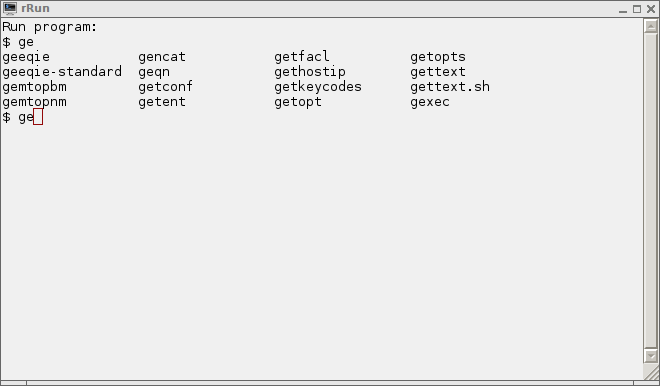 rRun
Run program:
$ ge
geeqie gencat getfacl getopts
geeqie-standard geqn gethostip gettext
gemtopbm getconf getkeycodes gettext.sh
gemtopnm getent getopt gexec
$ ge